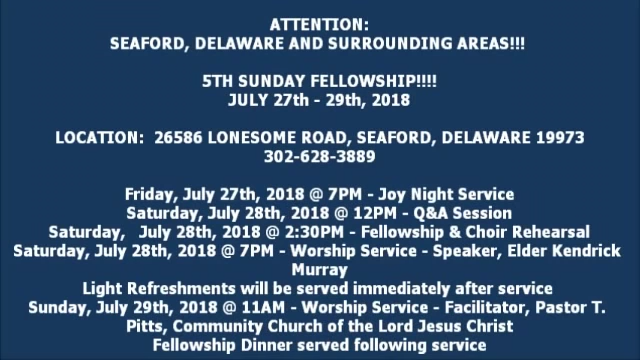 ATTENTION:
SEAFORD, DELAWARE AND SURROUNDING AREAS!!!
5TH SUNDAY FELLOWSHIP!!!!
JULY 27th - 29th, 2018
LOCATION: 26586 LONESOME ROAD, SEAFORD, DELAWARE 19973
302-628-3889
Friday, July 27th, 2018 @ 7PM - Joy Night Service
Saturday, July 28th, 2018 @ 12PM - Q&A Session
Saturday, July 28th, 2018 @ 2:30PM - Fellowship & Choir Rehearsal
Saturday, July 28th, 2018 @ 7PM - Worship Service - Speaker, Elder Kendrick
Murray
Light Refreshments will be served immediately after service
Sunday, July 29th, 2018 @ 11AM - Worship Service - Facilitator, Pastor T.
Pitts, Community Church of the Lord Jesus Christ
Fellowship Dinner served following service